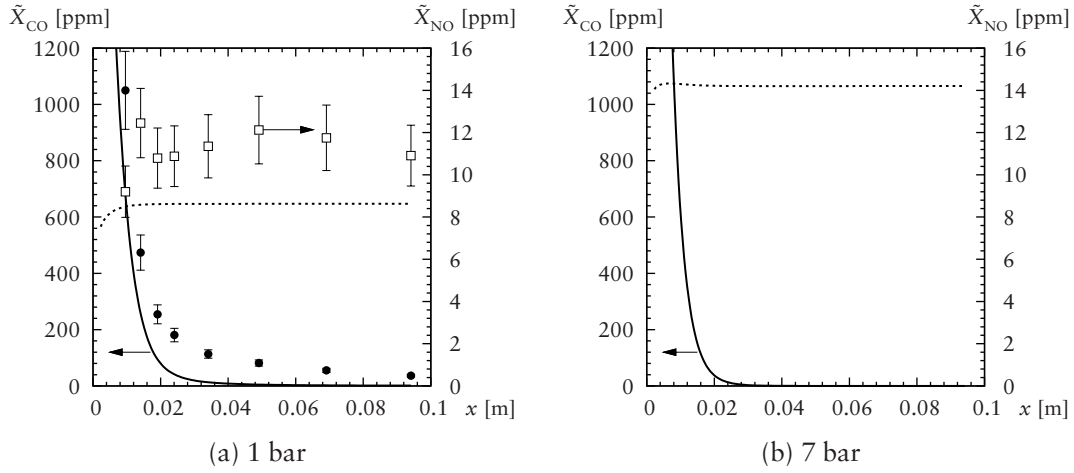 X̃CO [ppm] X̃NO [ppm] X̃CO [ppm] X̃NO [ppm]
1200 16 1200 16
1000 14 1000 14
12 12
800 800
10 10
600 8 600 8
400 6 400 6
4 4
200 200
2 2
0 0 0 0
0 0.02 0.04 0.06 0.08 0.1 x [m] 0 0.02 0.04 0.06 0.08 0.1 x [m]
(a) 1 bar (b) 7 bar